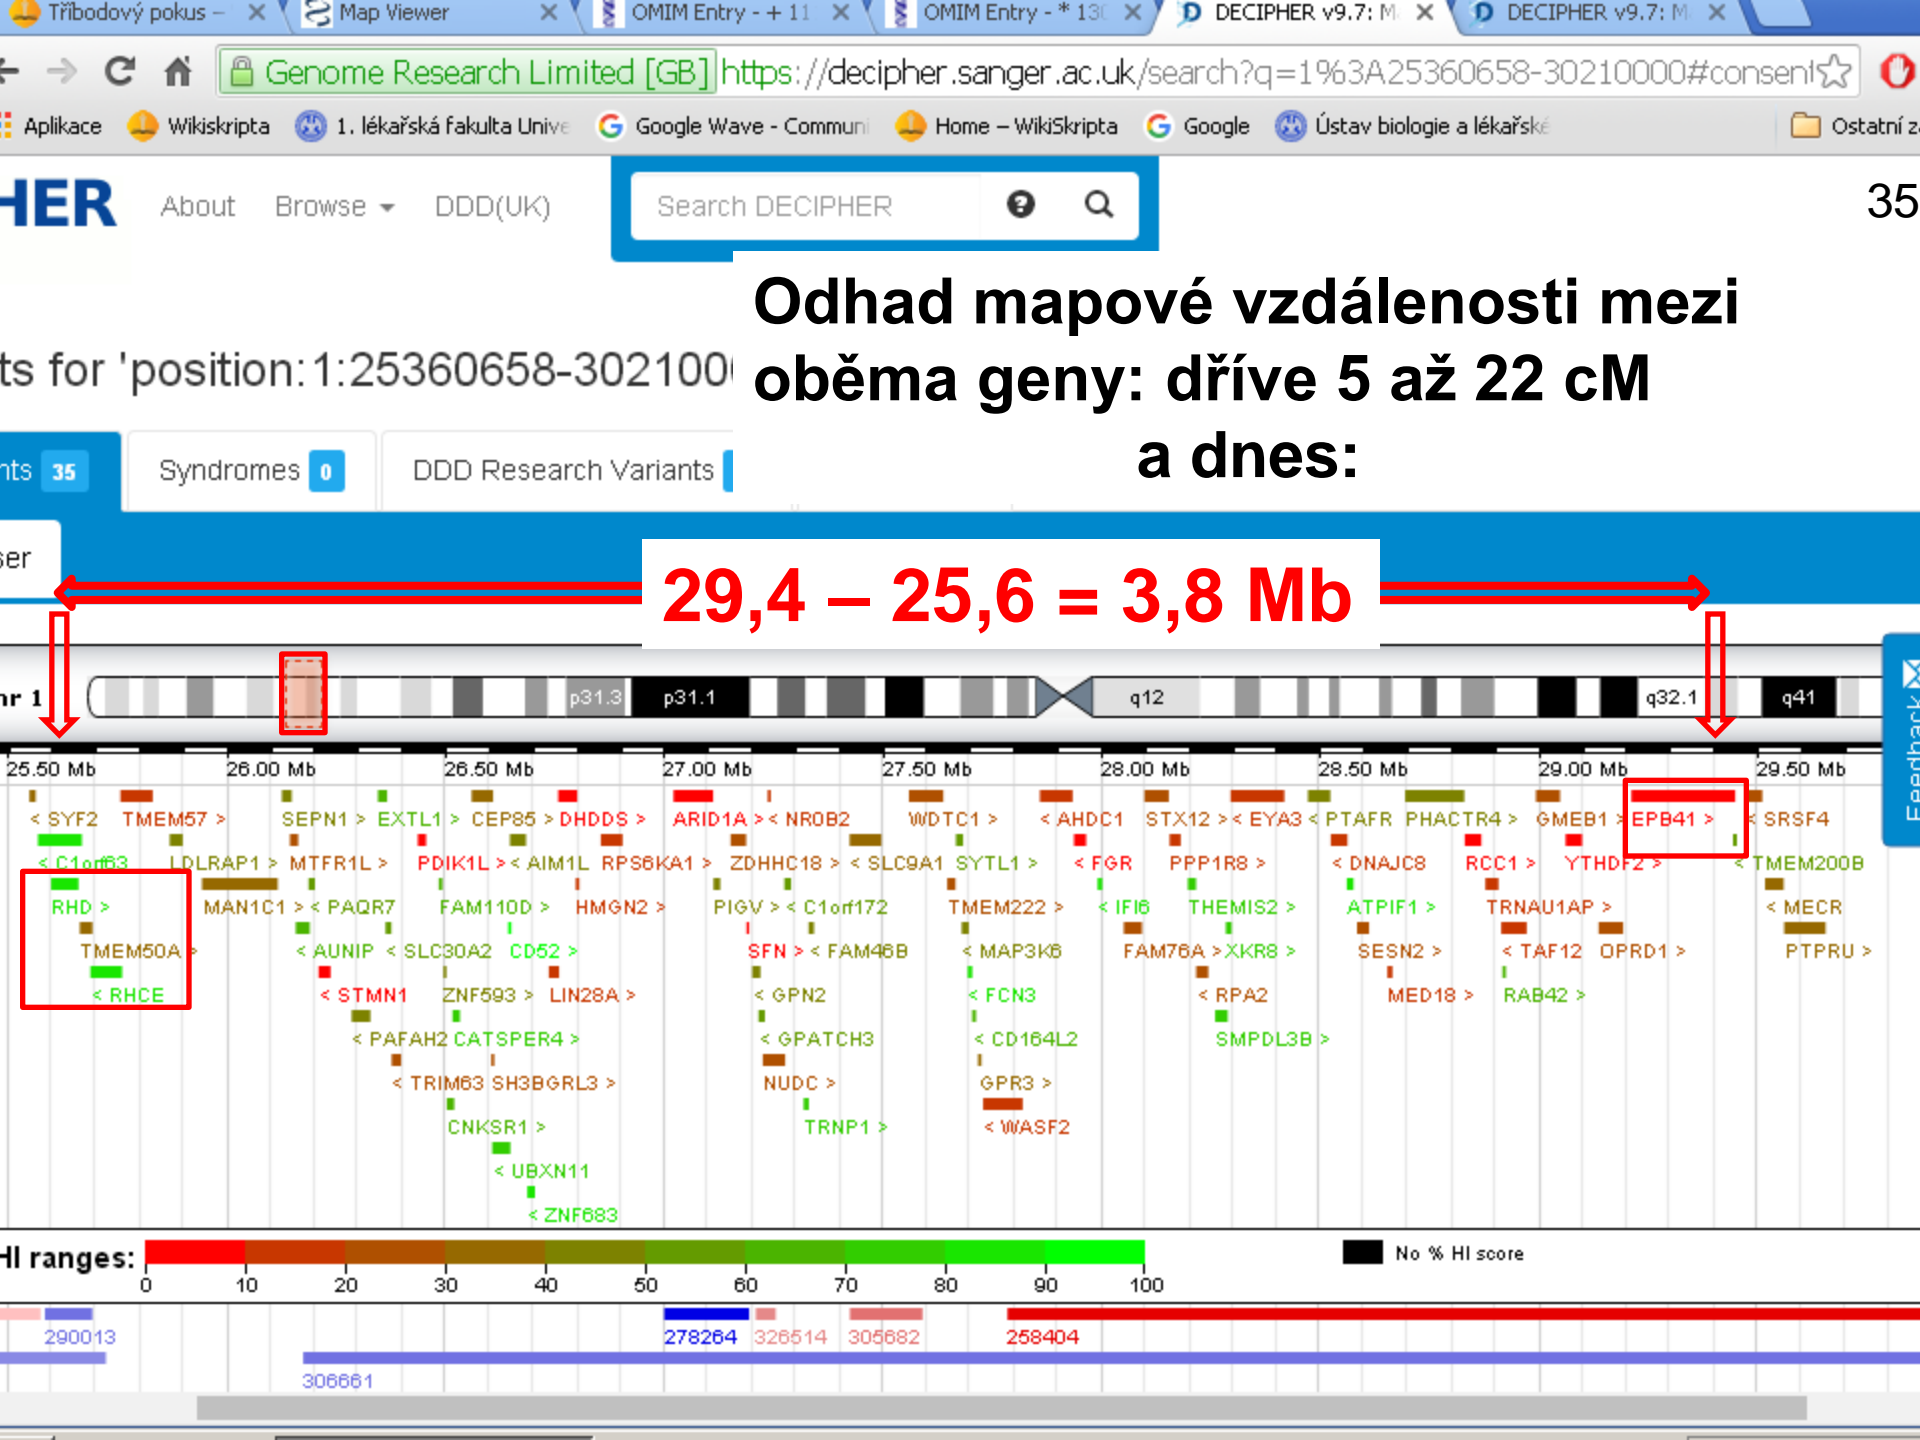 Tříbodový pokus –
Map Viewer
OMIM Entry - + 11
OMIM Entry - * 130
DECIPHER v9.7: M
DECIPHER v9.7: M
Genome Research Limited [GB] https://decipher.sanger.ac.uk/search?q=1%3A25360658-30210000#consent
Aplikace
Wikiskripta
1. lékařská fakulta Unive
Google Wave - Communi
Home – WikiSkripta
Google
Ústav biologie a lékařské
Ostatní z
HER
About
Browse
DDD(UK)
Search DECIPHER
35
Odhad mapové vzdálenosti mezi
oběma geny: dříve 5 až 22 cM
a dnes:
ts for 'position:1:25360658-302100
nts 35
Syndromes 0
DDD Research Variants
ser
29,4 – 25,6 = 3,8 Mb
Feedback
hr 1
p31.3
p31.1
q12
q32.1
q41
25.50 Mb 26.00 Mb 26.50 Mb 27.00 Mb 27.50 Mb 28.00 Mb 28.50 Mb 29.00 Mb 29.50 Mb
< SYF2 TMEM57 > SEPN1 > EXTL1 > CEP85 > DHDDS > ARID1A > < NR0B2 WDTC1 > < AHDC1 STX12 > < EYA3 < PTAFR PHACTR4 > GMEB1 > EPB41 > < SRSF4
< C1orf63 LDLRAP1 > MTFR1L > PDIK1L > < AIM1L RPS6KA1 > ZDHHC18 > < SLC9A1 SYTL1 > < FGR PPP1R8 > < DNAJC8 RCC1 > YTHDF2 > < TMEM200B
RHD > MAN1C1 > < PAQR7 FAM110D > HMGN2 > PIGV > < C1orf172 TMEM222 > < IFI6 THEMIS2 > ATPIF1 > TRNAU1AP > < MECR
TMEM50A > < AUNIP < SLC30A2 CD52 > SFN > < FAM46B < MAP3K6 FAM76A > XKR8 > SESN2 > < TAF12 OPRD1 > PTPRU >
< RHCE < STMN1 ZNF593 > LIN28A > < GPN2 < FCN3 < RPA2 MED18 > RAB42 >
< PAFAH2 CATSPER4 > < GPATCH3 < CD164L2 SMPDL3B >
< TRIM63 SH3BGRL3 > NUDC > GPR3 >
CNKSR1 > TRNP1 > < WASF2
< UBXN11
< ZNF683
HI ranges:
No % HI score
0 10 20 30 40 50 60 70 80 90 100
290013 278264 326514 305682 258404
306661